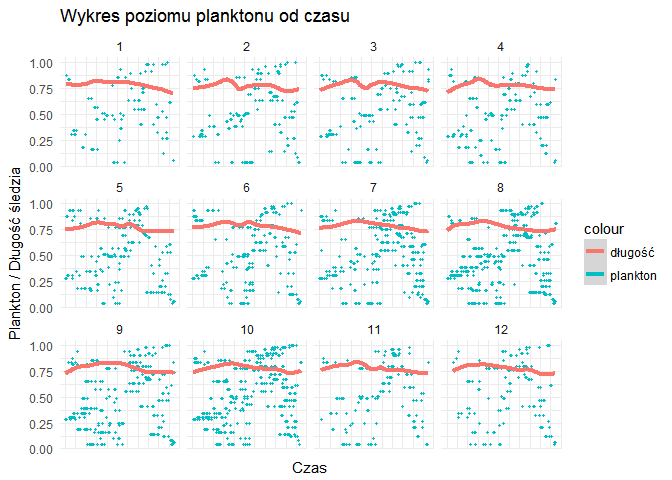 Wykres poziomu planktonu od czasu
1 2 3 4
1.00
0.75
0.50
0.25
0.00
5 6 7 8
1.00
0.75
0.50
0.25
0.00
9 10 11 12
1.00
0.75
0.50
0.25
0.00
Plankton / Długość śledzia
Czas
colour
długość
plankton